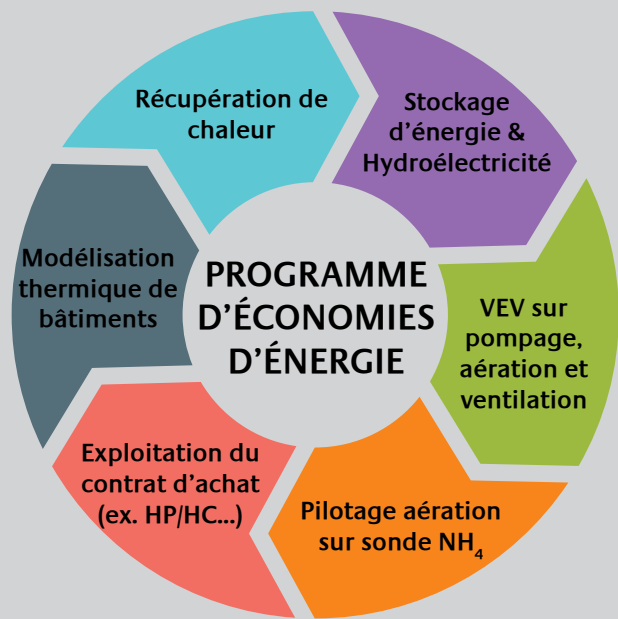 Récupération de
chaleur
Stockage
d'énergie &
Hydroélectricité
VEV sur
pompage,
aération et
ventilation
Pilotage aération
sur sonde NH₄
Exploitation du
contrat d'achat
(ex. HP/HC...)
Modélisation
thermique de
bâtiments
PROGRAMME
D'ÉCONOMIES
D'ÉNERGIE